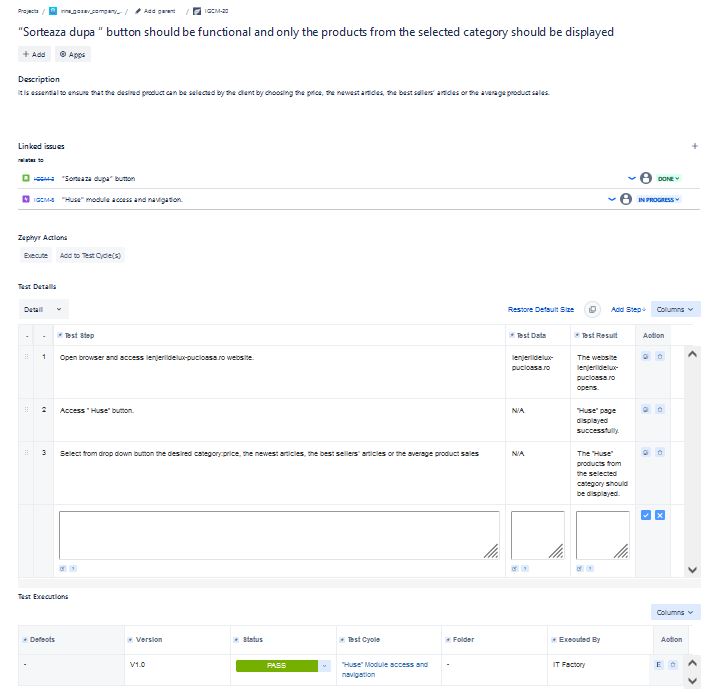 Projects / irina_gosav_company_... / Add parent / IGCM-20
"Sorteaza dupa " button should be functional and only the products from the selected category should be displayed
+ Add Apps
Description
It is essential to ensure that the desired product can be selected by the client by choosing the price, the newest articles, the best sellers' articles or the average product sales.
Linked issues +
relates to
"Sorteaza dupa" button DONE
IGCM-6 "Huse" module access and navigation. IN PROGRESS
Zephyr Actions
Execute Add to Test Cycle(s)
Test Details
Detail Restore Default Size Add Step Columns
- - Test Step Test Data Test Result Action
1 Open browser and access lenjeriidelux-pucioasa.ro website. lenjeriidelux-
pucioasa.ro
The website
lenjeriidelux-
pucioasa.ro
opens.
2 Access " Huse" button. N/A "Huse" page
displayed
successfully.
3 Select from drop down button the desired category:price, the newest articles, the best sellers' articles or the average product sales N/A The "Huse"
products from
the selected
category should
be displayed.
Test Executions
Columns
Defects Version Status Test Cycle Folder Executed By Action
- V1.0 PASS "Huse" Module access and
navigation
- IT Factory E